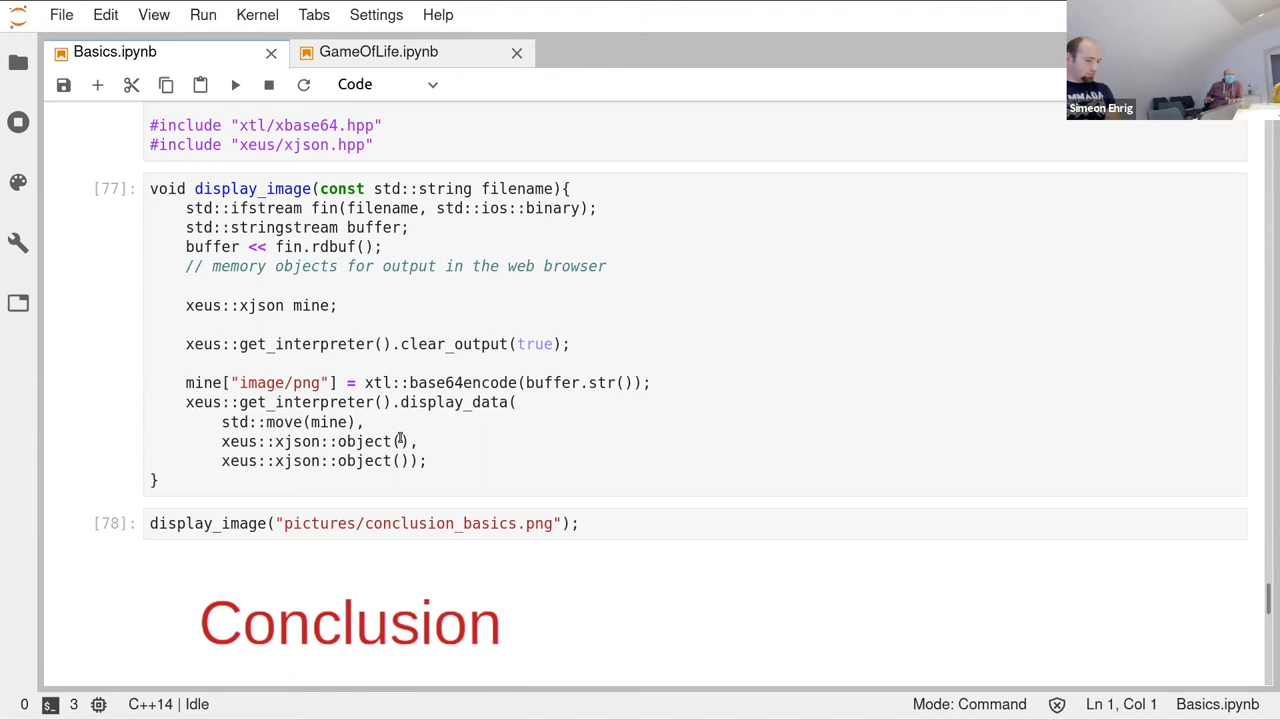 File Edit View Run Kernel Tabs Settings Help
Basics.ipynb
GameOfLife.ipynb
Code
Simeon Ehrig
#include "xtl/xbase64.hpp"
#include "xeus/xjson.hpp"
[77]:
void display_image(const std::string filename){
    std::ifstream fin(filename, std::ios::binary);
    std::stringstream buffer;
    buffer << fin.rdbuf();
    // memory objects for output in the web browser
    xeus::xjson mine;
    xeus::get_interpreter().clear_output(true);
    mine["image/png"] = xtl::base64encode(buffer.str());
    xeus::get_interpreter().display_data(
        std::move(mine),
        xeus::xjson::object(),
        xeus::xjson::object());
}
[78]:
display_image("pictures/conclusion_basics.png");
Conclusion
0 3 C++14 | Idle Mode: Command Ln 1, Col 1 Basics.ipynb